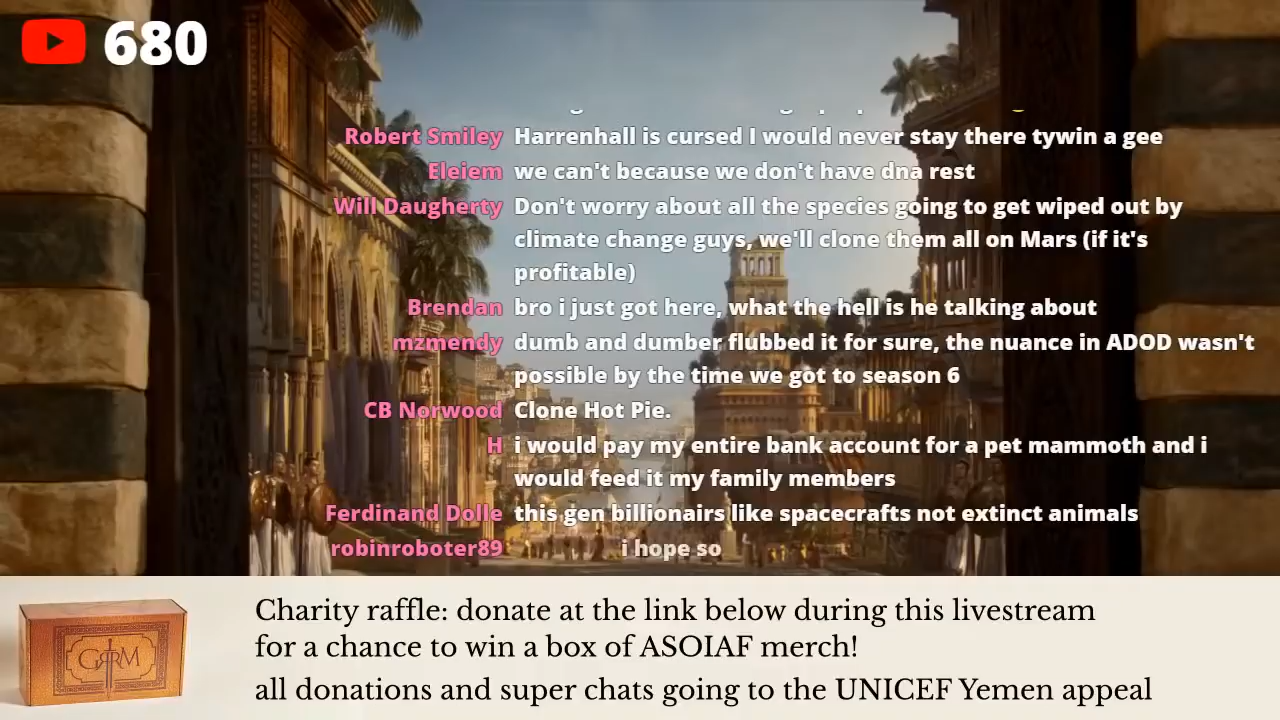 680
Robert Smiley Harrenhall is cursed I would never stay there tywin a gee
Eleiem we can't because we don't have dna rest
Will Daugherty Don't worry about all the species going to get wiped out by
climate change guys, we'll clone them all on Mars (if it's
profitable)
Brendan bro i just got here, what the hell is he talking about
mzmendy dumb and dumber flubbed it for sure, the nuance in ADOD wasn't
possible by the time we got to season 6
CB Norwood Clone Hot Pie.
H i would pay my entire bank account for a pet mammoth and i
would feed it my family members
Ferdinand Dolle this gen billionairs like spacecrafts not extinct animals
robinroboter89 i hope so
GRRM
Charity raffle: donate at the link below during this livestream
for a chance to win a box of ASOIAF merch!
all donations and super chats going to the UNICEF Yemen appeal